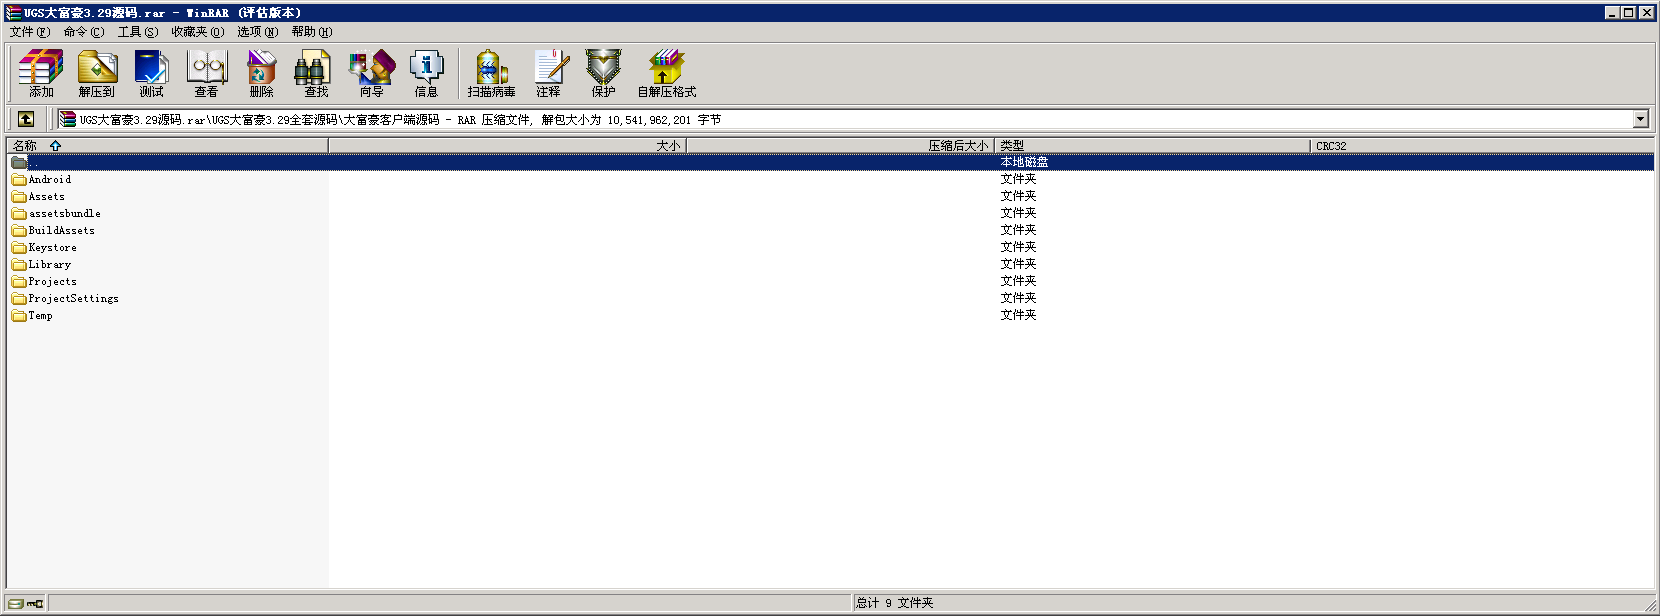 UGS大富豪3.29源码.rar - WinRAR (评估版本)
文件(F) 命令(C) 工具(S) 收藏夹(O) 选项(N) 帮助(H)
添加 解压到 测试 查看 删除 查找 向导 信息 扫描病毒 注释 保护 自解压格式
UGS大富豪3.29源码.rar\UGS大富豪3.29全套源码\大富豪客户端源码 - RAR 压缩文件, 解包大小为 10,541,962,201 字节
名称 大小 压缩后大小 类型 CRC32
.. 本地磁盘
Android 文件夹
Assets 文件夹
assetsbundle 文件夹
BuildAssets 文件夹
Keystore 文件夹
Library 文件夹
Projects 文件夹
ProjectSettings 文件夹
Temp 文件夹
总计 9 文件夹